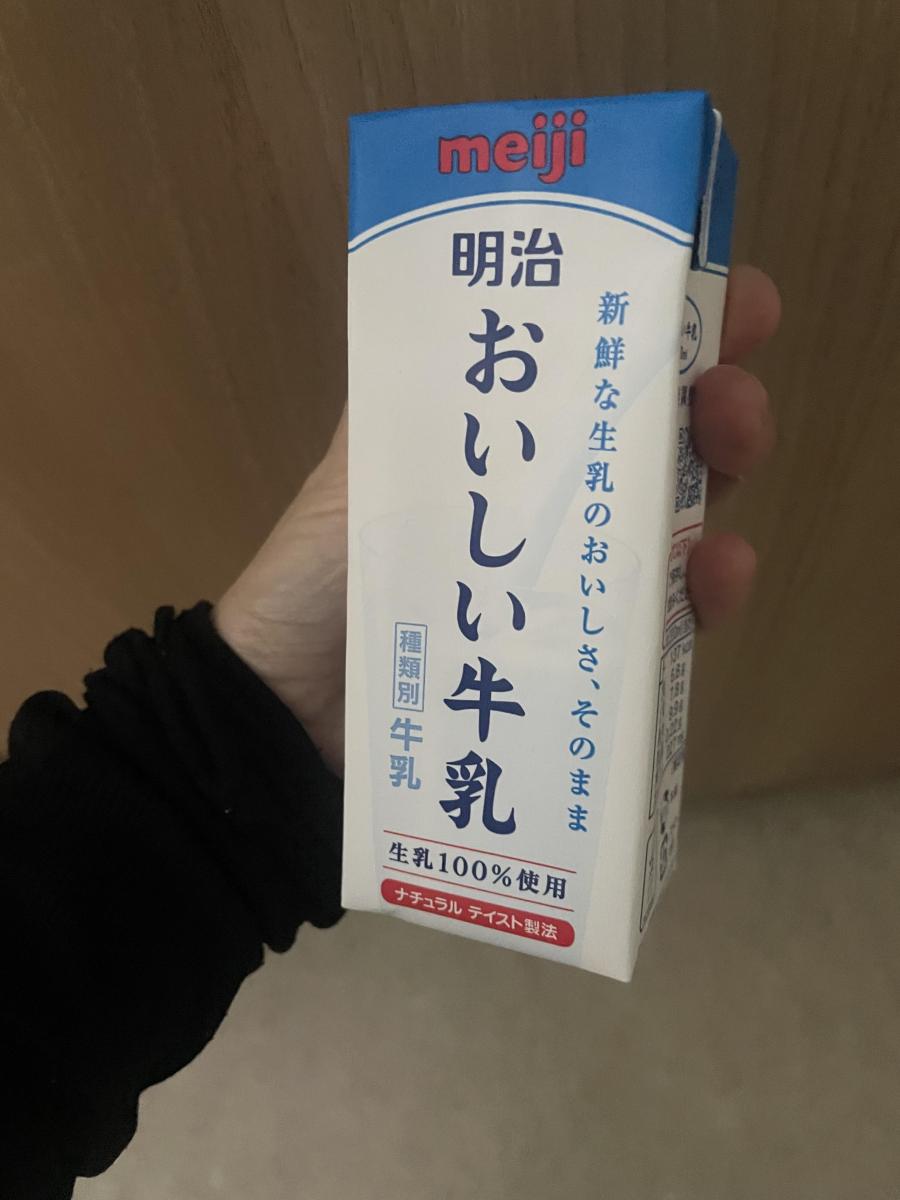 meiji
明治
おいしい牛乳
新鮮な生乳のおいしさ、そのまま
種類別
牛乳
生乳100%使用
ナチュラル テイスト製法